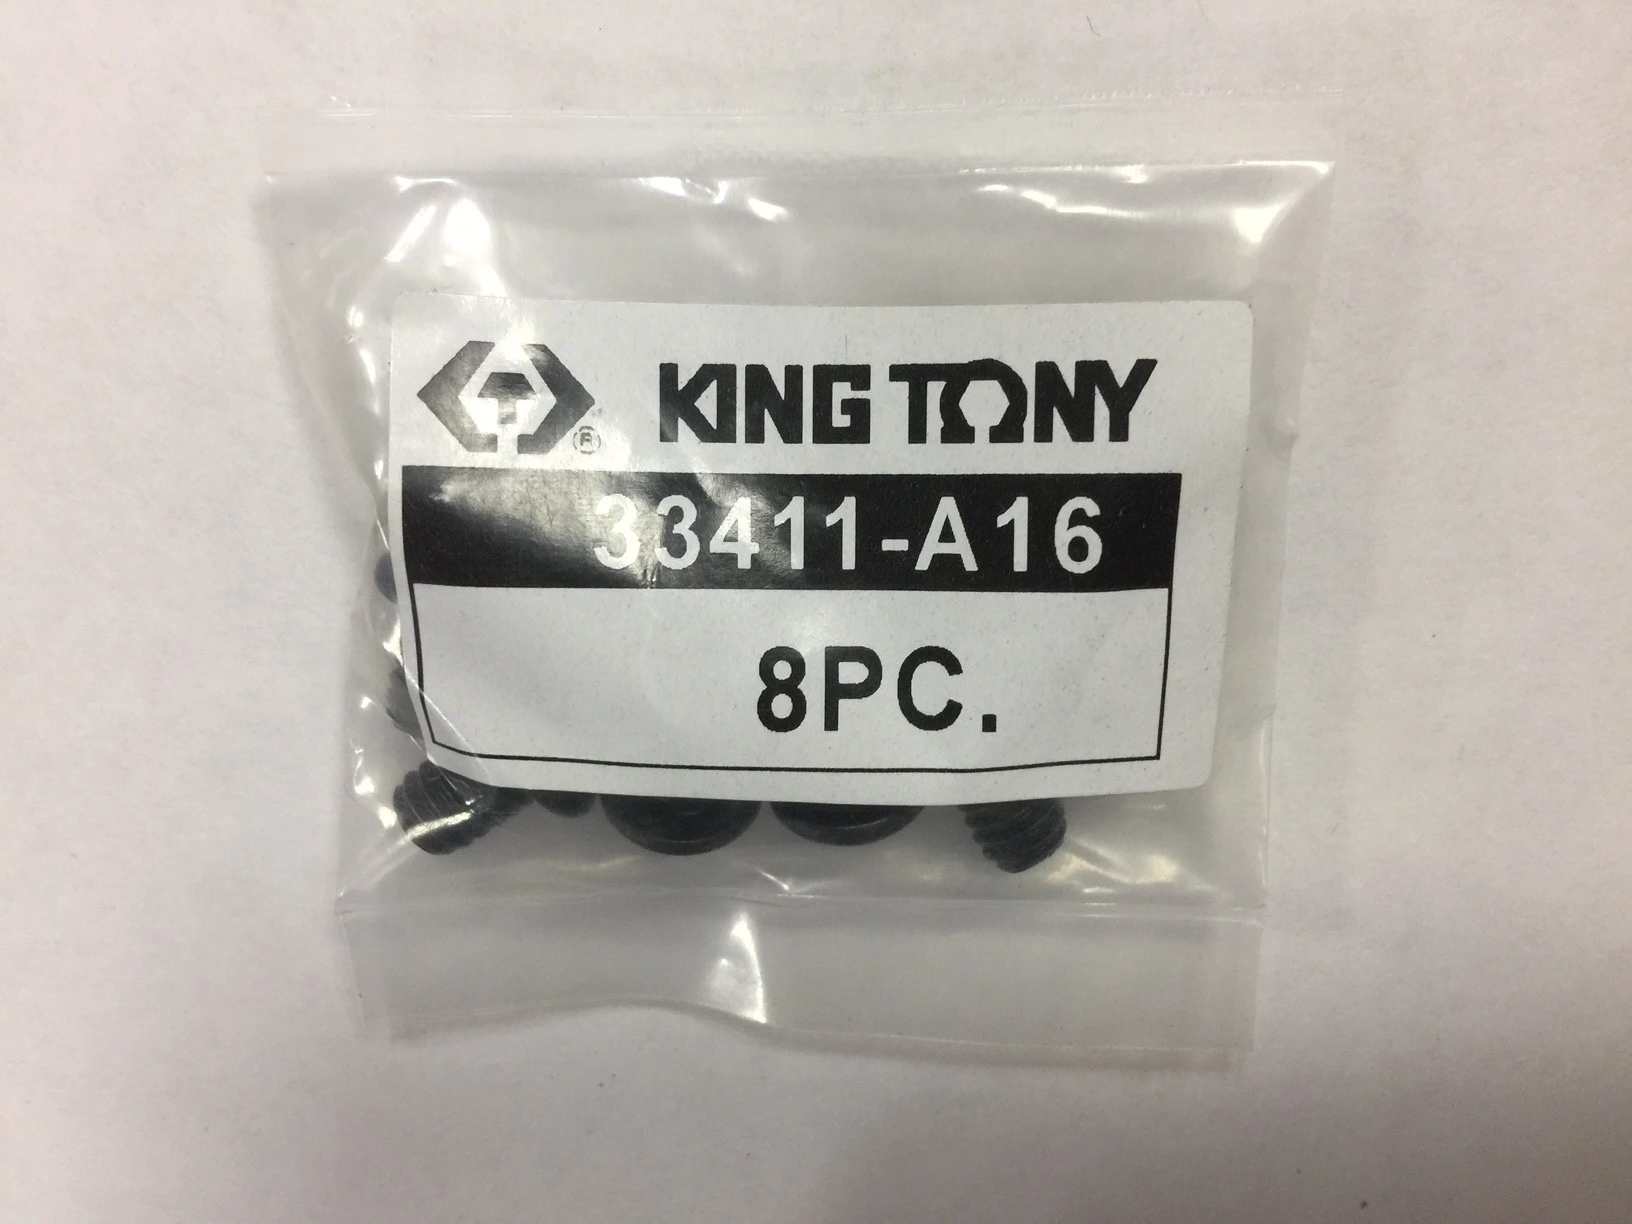 KING TONY
®
33411-A16
8PC.